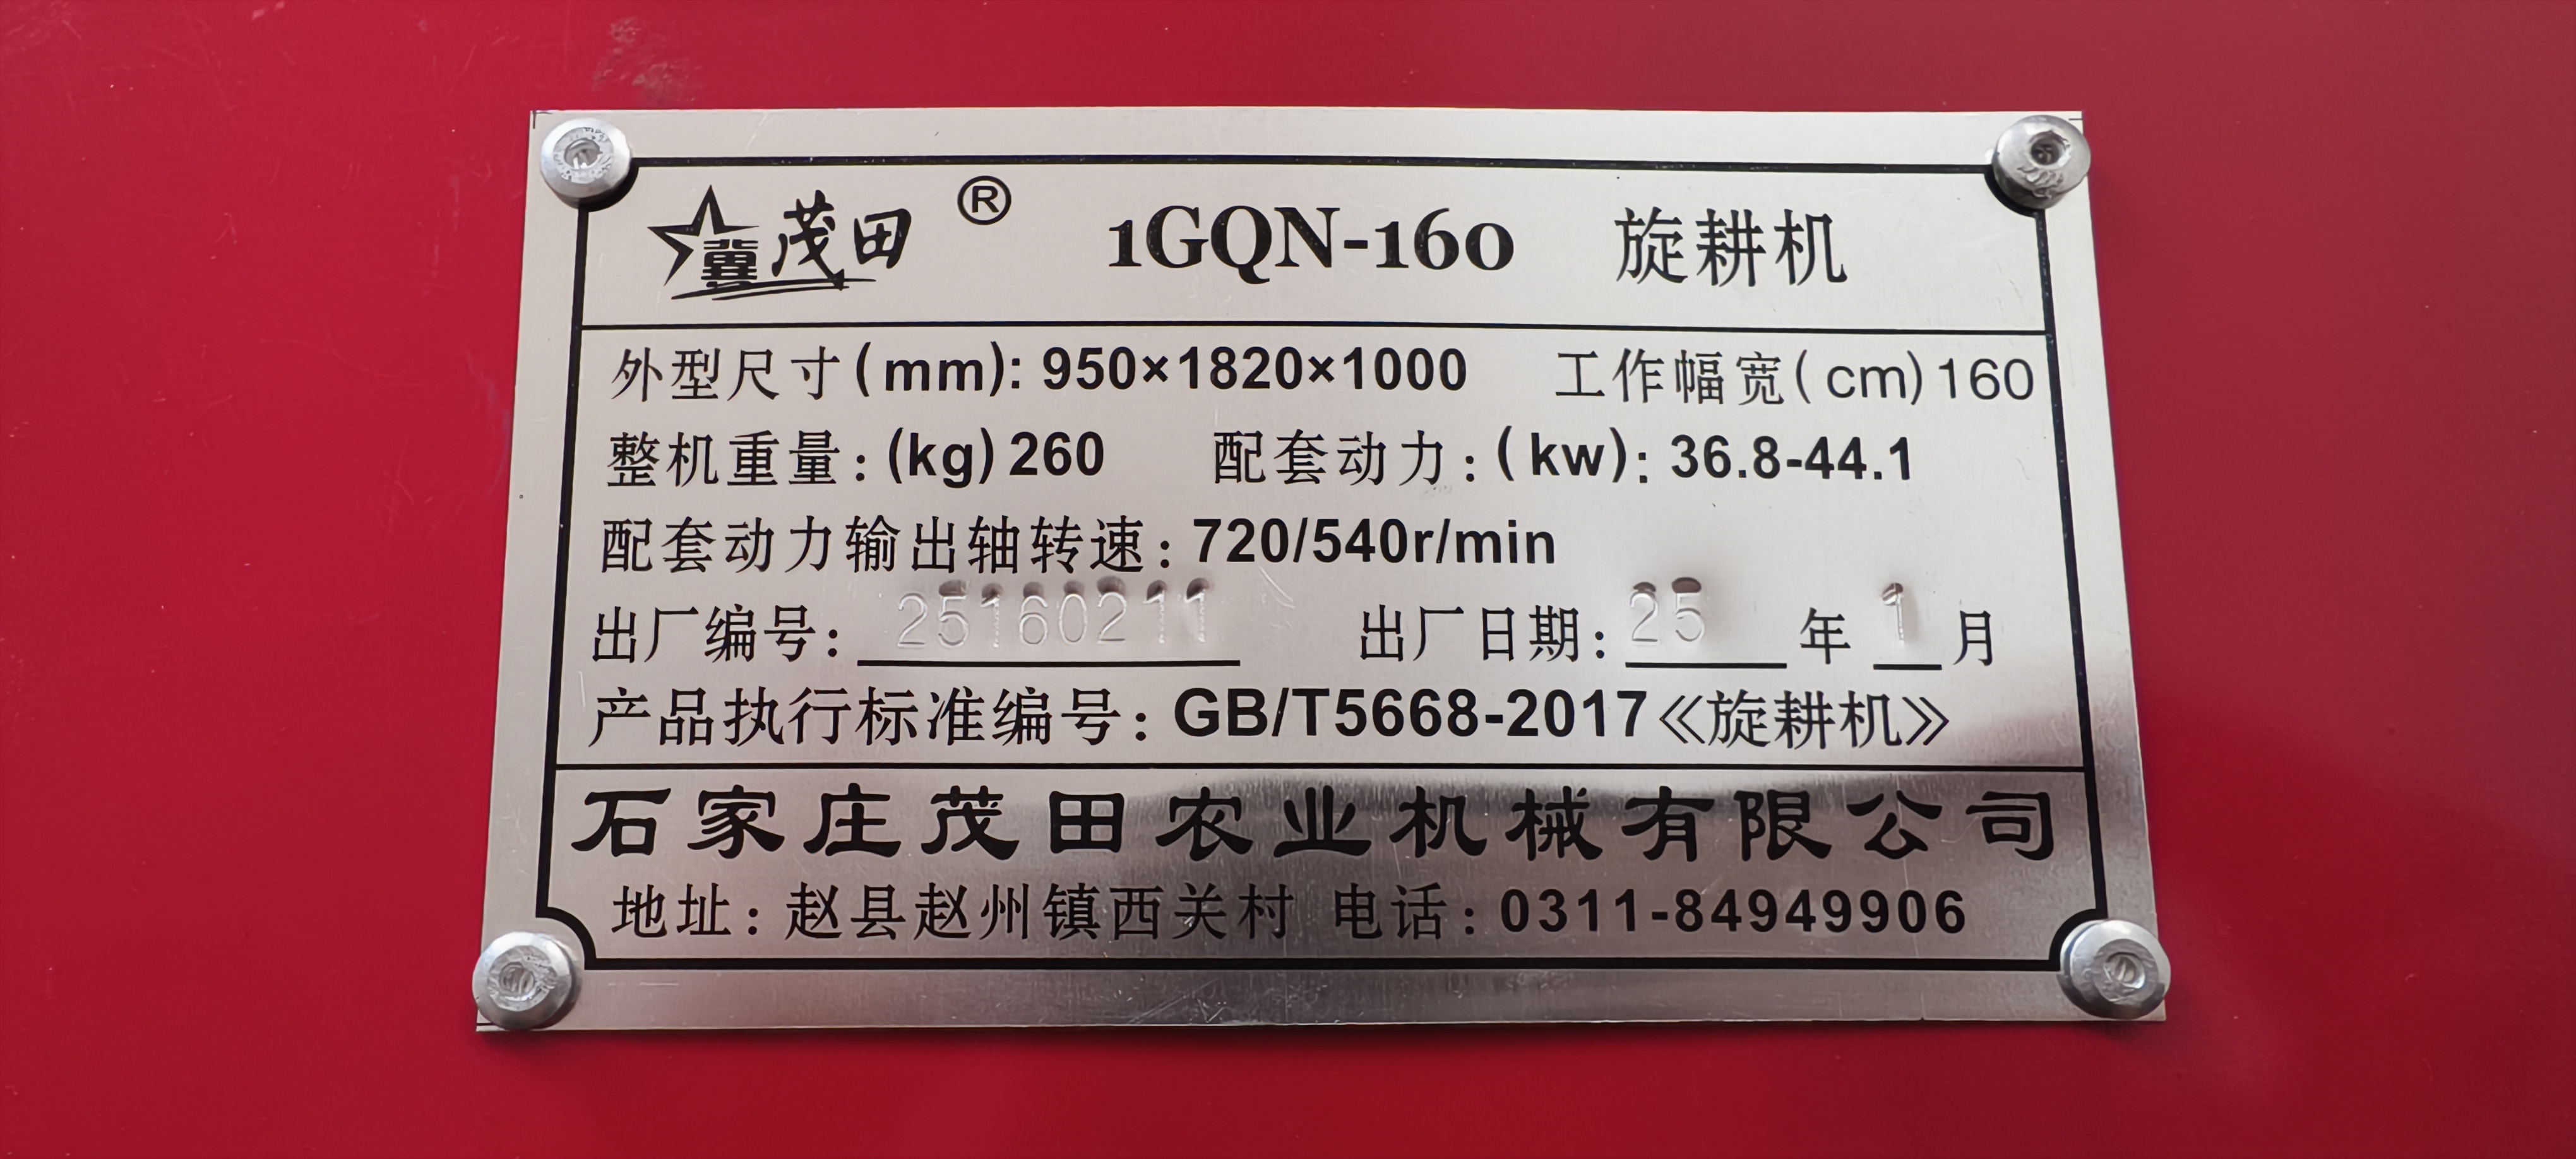 冀茂田® 1GQN-160 旋耕机
外型尺寸(mm): 950×1820×1000 工作幅宽(cm)160
整机重量:(kg)260 配套动力:(kw): 36.8-44.1
配套动力输出轴转速: 720/540r/min
出厂编号: 25160211 出厂日期: 25 年 1 月
产品执行标准编号: GB/T5668-2017《旋耕机》
石家庄茂田农业机械有限公司
地址: 赵县赵州镇西关村 电话: 0311-84949906